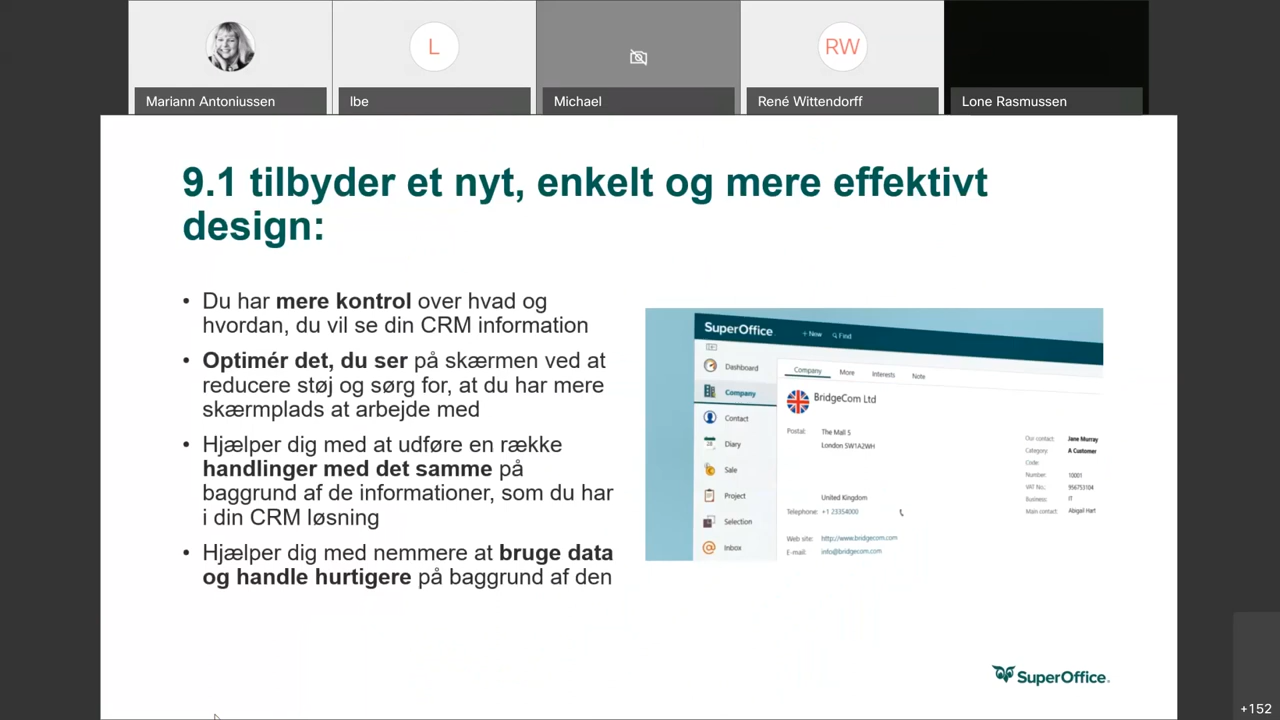 L
RW
Mariann Antoniussen
Ibe
Michael
René Wittendorff
Lone Rasmussen
9.1 tilbyder et nyt, enkelt og mere effektivt
design:
• Du har mere kontrol over hvad og
hvordan, du vil se din CRM information
• Optimér det, du ser på skærmen ved at
reducere støj og sørg for, at du har mere
skærmplads at arbejde med
• Hjælper dig med at udføre en række
handlinger med det samme på
baggrund af de informationer, som du har
i din CRM løsning
• Hjælper dig med nemmere at bruge data
og handle hurtigere på baggrund af den
SuperOffice
+ New
Find
Dashboard
Company
Contact
Diary
Sale
Project
Selection
Inbox
Company
More
Interests
Note
BridgeCom Ltd
Postal: The Mall 5
London SW1A2WH
United Kingdom
Telephone: +1 23354000
Web site: http://www.bridgecom.com
E-mail: info@bridgecom.com
Our contact: Jane Murray
Category: A Customer
Code:
Number: 10001
VAT No.: 956753104
Business: IT
Main contact: Abigail Hart
SuperOffice.
+152